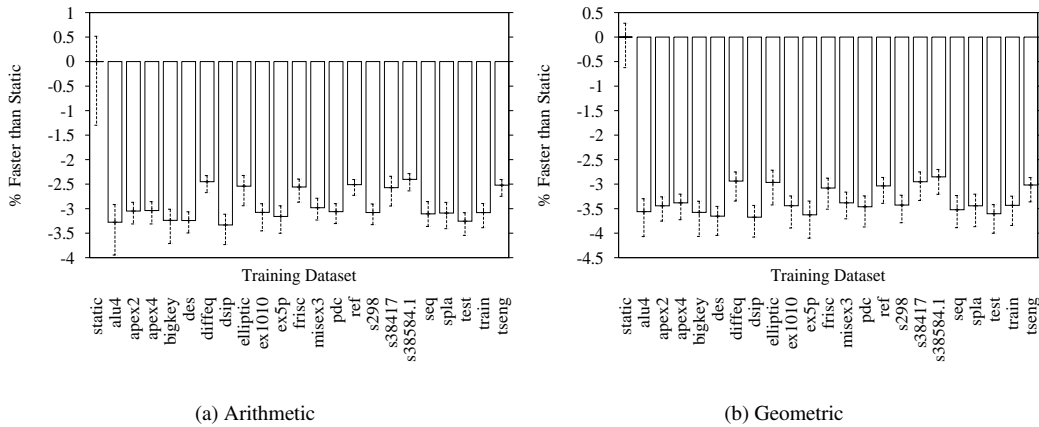 1
0.5
0
-0.5
-1
-1.5
-2
-2.5
-3
-3.5
-4
% Faster than Static
Training Dataset
static
alu4
apex2
apex4
bigkey
des
diffeq
dsip
elliptic
ex1010
ex5p
frisc
misex3
pdc
ref
s298
s38417
s38584.1
seq
spla
test
train
tseng
(a) Arithmetic
0.5
0
-0.5
-1
-1.5
-2
-2.5
-3
-3.5
-4
-4.5
% Faster than Static
Training Dataset
static
alu4
apex2
apex4
bigkey
des
diffeq
dsip
elliptic
ex1010
ex5p
frisc
misex3
pdc
ref
s298
s38417
s38584.1
seq
spla
test
train
tseng
(b) Geometric